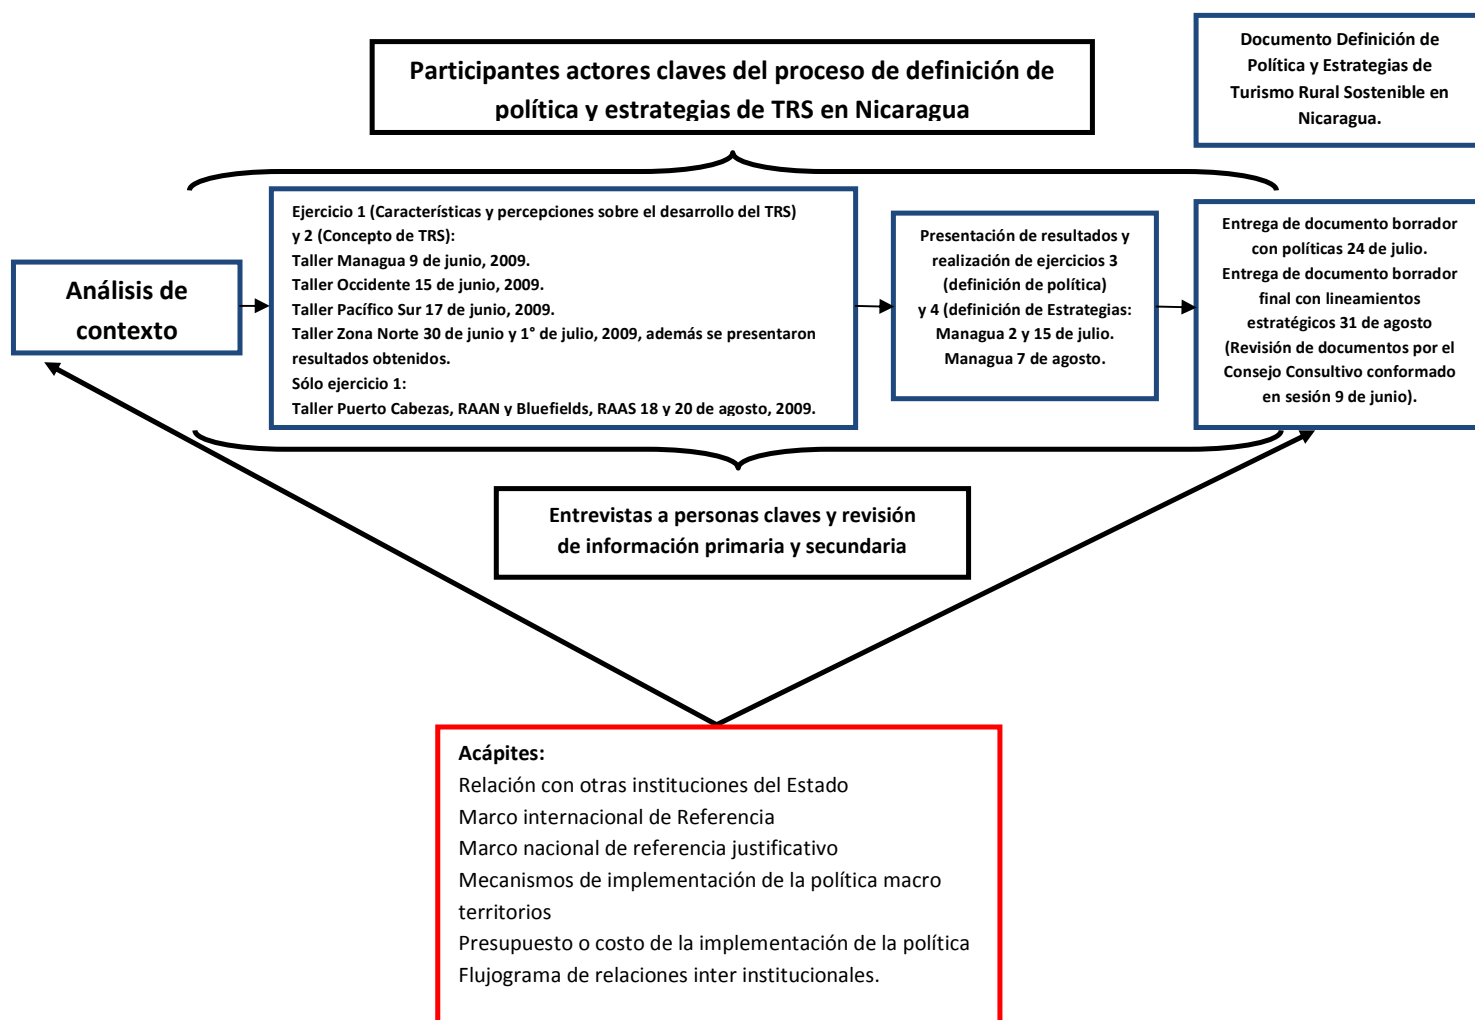 Participantes actores claves del proceso de definición de
política y estrategias de TRS en Nicaragua
Documento Definición de
Política y Estrategias de
Turismo Rural Sostenible en
Nicaragua.
Análisis de
contexto
Ejercicio 1 (Características y percepciones sobre el desarrollo del TRS)
y 2 (Concepto de TRS):
Taller Managua 9 de junio, 2009.
Taller Occidente 15 de junio, 2009.
Taller Pacífico Sur 17 de junio, 2009.
Taller Zona Norte 30 de junio y 1° de julio, 2009, además se presentaron
resultados obtenidos.
Sólo ejercicio 1:
Taller Puerto Cabezas, RAAN y Bluefields, RAAS 18 y 20 de agosto, 2009.
Presentación de resultados y
realización de ejercicios 3
(definición de política)
y 4 (definición de Estrategias:
Managua 2 y 15 de julio.
Managua 7 de agosto.
Entrega de documento borrador
con políticas 24 de julio.
Entrega de documento borrador
final con lineamientos
estratégicos 31 de agosto
(Revisión de documentos por el
Consejo Consultivo conformado
en sesión 9 de junio).
Entrevistas a personas claves y revisión
de información primaria y secundaria
Acápites:
Relación con otras instituciones del Estado
Marco internacional de Referencia
Marco nacional de referencia justificativo
Mecanismos de implementación de la política macro
territorios
Presupuesto o costo de la implementación de la política
Flujograma de relaciones inter institucionales.